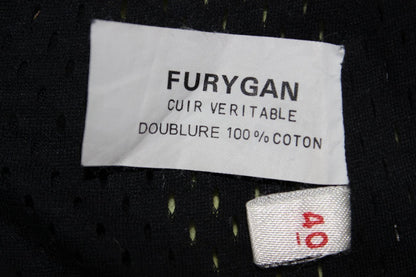 FURYGAN
CUIR VERITABLE
DOUBLURE 100% COTON
40